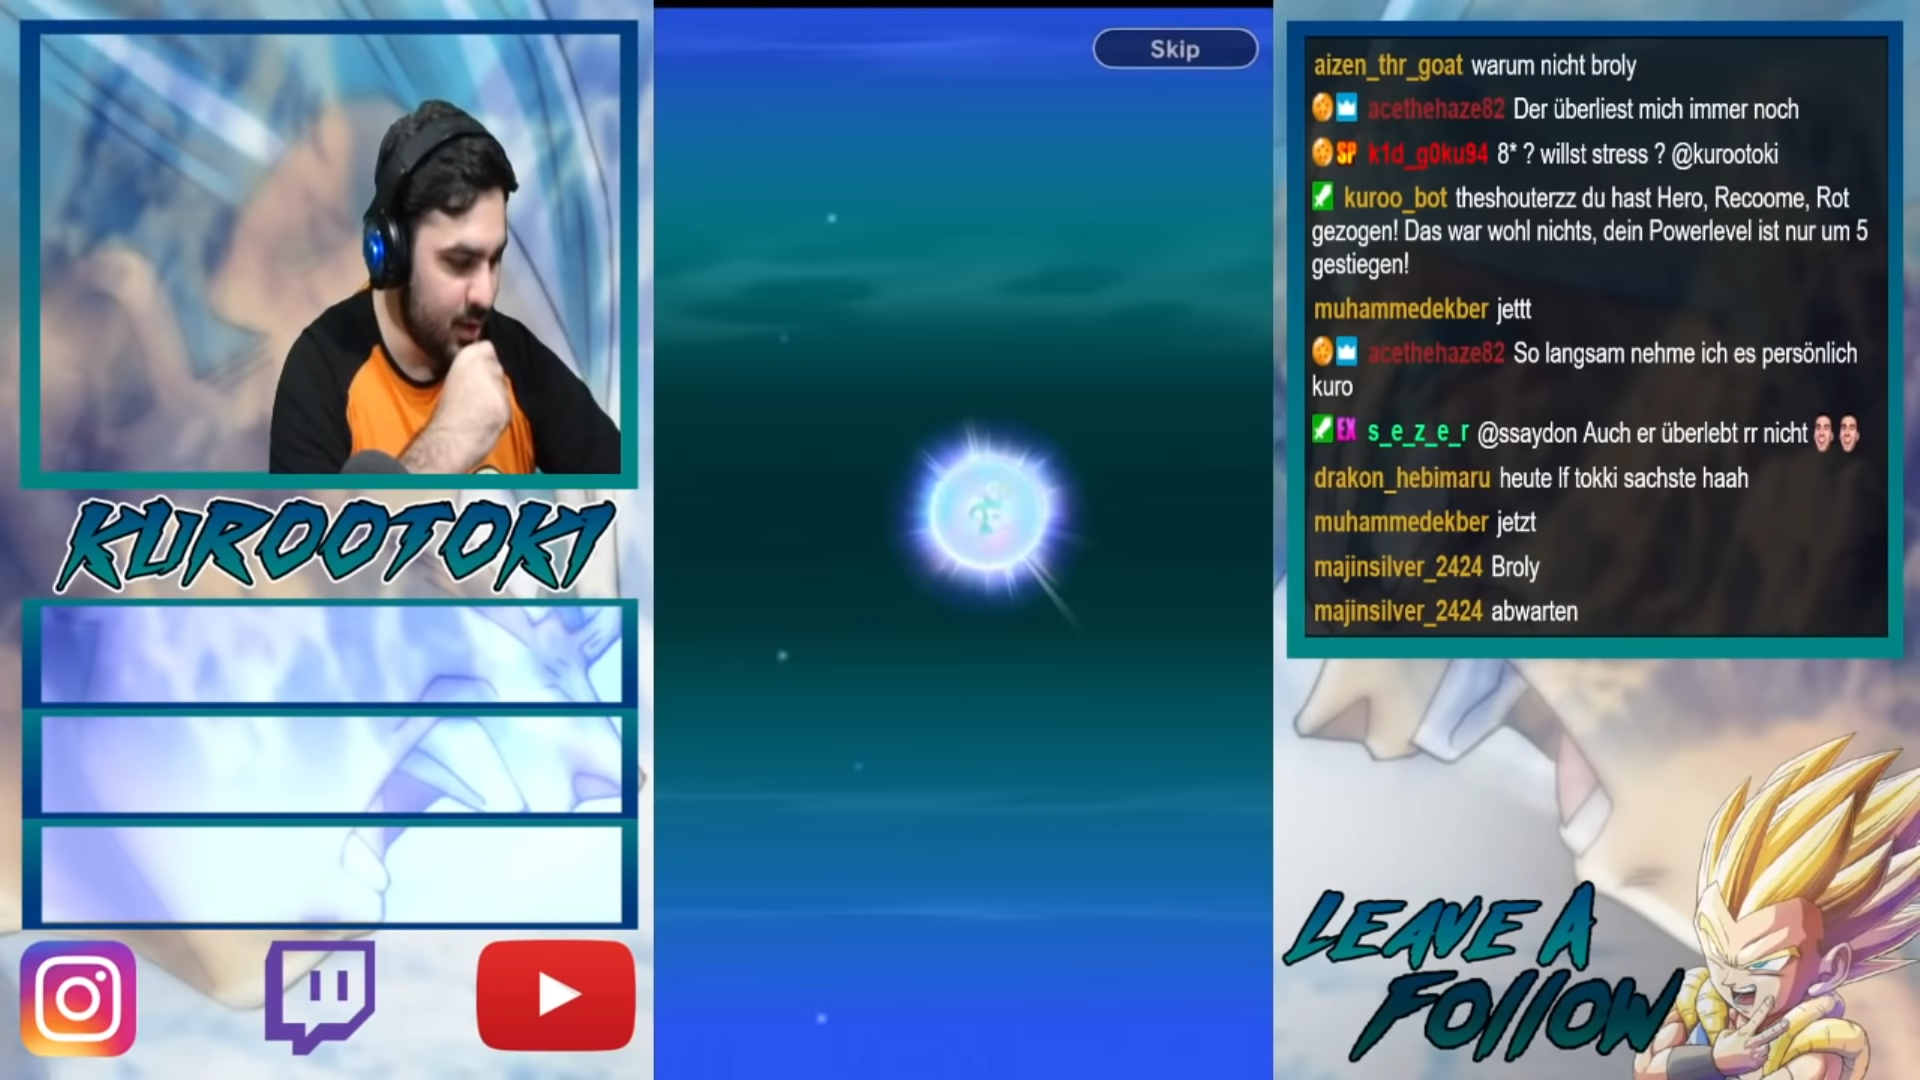 Skip
aizen_thr_goat warum nicht broly
acethehaze82 Der überliest mich immer noch
SP k1d_g0ku94 8* ? willst stress ? @kurootoki
kuroo_bot theshouterzz du hast Hero, Recoome, Rot
gezogen! Das war wohl nichts, dein Powerlevel ist nur um 5
gestiegen!
muhammedekber jettt
acethehaze82 So langsam nehme ich es persönlich
kuro
EX s_e_z_e_r @ssaydon Auch er überlebt rr nicht
drakon_hebimaru heute lf tokki sachste haah
muhammedekber jetzt
majinsilver_2424 Broly
majinsilver_2424 abwarten
KUROOTOKI
LEAVE A
FOllOW